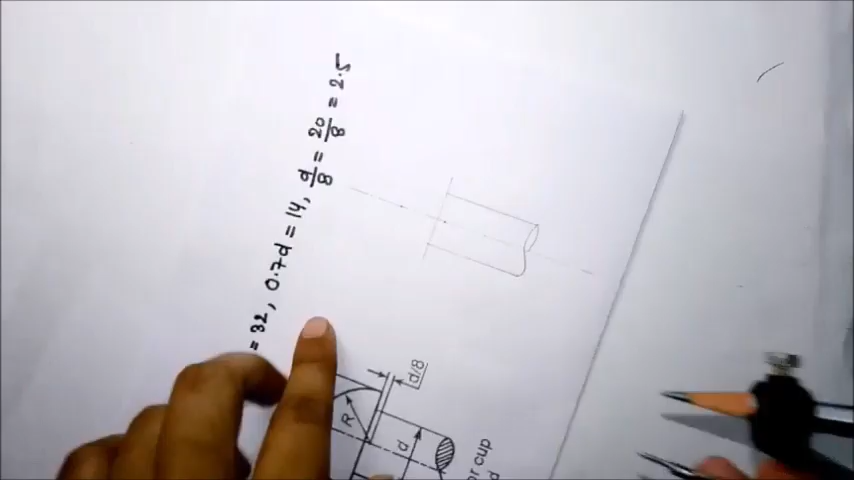 = 32, 0.7d = 14, d/8 = 20/8 = 2.5
d/8
R
d
or cup